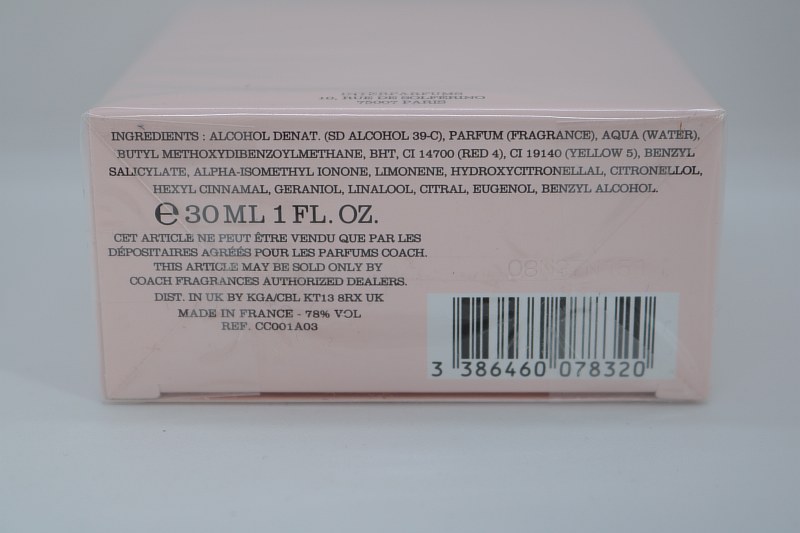 INTERPARFUMS
10, RUE DE SOLFERINO
75007 PARIS
INGREDIENTS : ALCOHOL DENAT. (SD ALCOHOL 39-C), PARFUM (FRAGRANCE), AQUA (WATER),
BUTYL METHOXYDIBENZOYLMETHANE, BHT, CI 14700 (RED 4), CI 19140 (YELLOW 5), BENZYL
SALICYLATE, ALPHA-ISOMETHYL IONONE, LIMONENE, HYDROXYCITRONELLAL, CITRONELLOL,
HEXYL CINNAMAL, GERANIOL, LINALOOL, CITRAL, EUGENOL, BENZYL ALCOHOL.
℮ 30 ML 1 FL. OZ.
CET ARTICLE NE PEUT ÊTRE VENDU QUE PAR LES
DÉPOSITAIRES AGRÉÉS POUR LES PARFUMS COACH.
THIS ARTICLE MAY BE SOLD ONLY BY
COACH FRAGRANCES AUTHORIZED DEALERS.
DIST. IN UK BY KGA/CBL KT13 8RX UK
MADE IN FRANCE - 78% VOL
REF. CC001A03
3 386460 078320